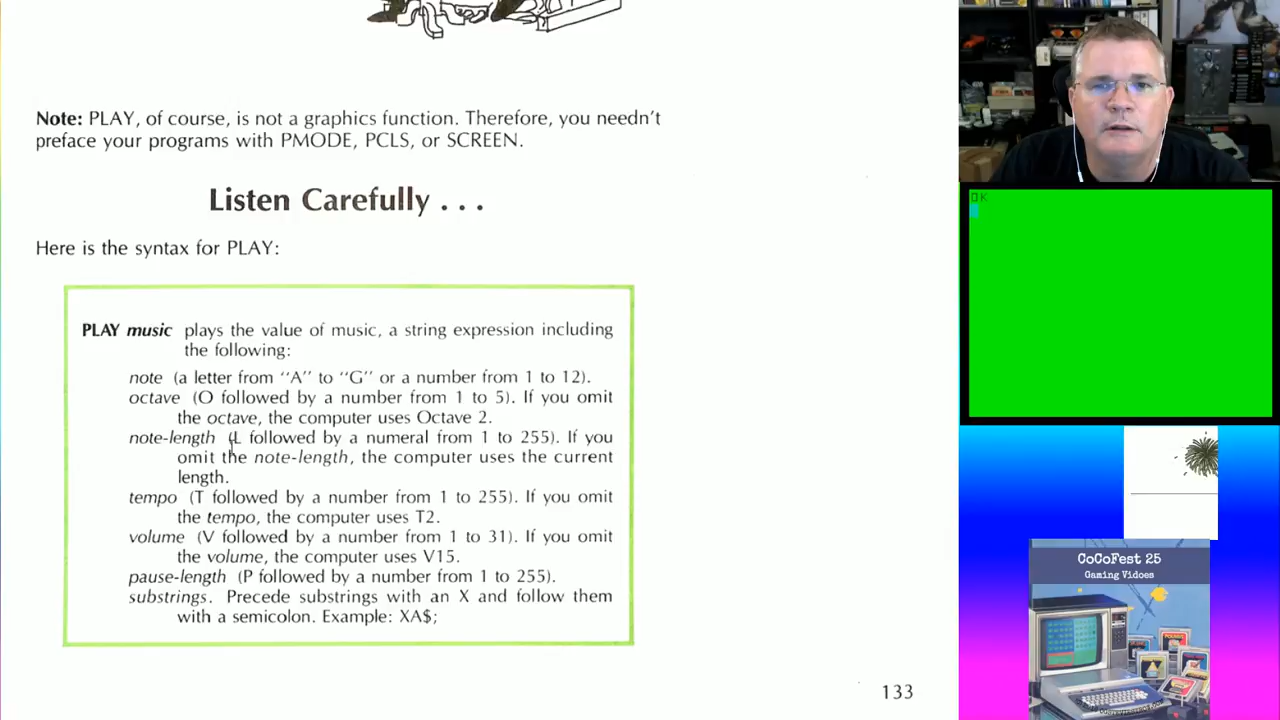 Note: PLAY, of course, is not a graphics function. Therefore, you needn't
preface your programs with PMODE, PCLS, or SCREEN.
Listen Carefully . . .
Here is the syntax for PLAY:
PLAY music plays the value of music, a string expression including
the following:
note (a letter from "A" to "G" or a number from 1 to 12).
octave (O followed by a number from 1 to 5). If you omit
the octave, the computer uses Octave 2.
note-length (L followed by a numeral from 1 to 255). If you
omit the note-length, the computer uses the current
length.
tempo (T followed by a number from 1 to 255). If you omit
the tempo, the computer uses T2.
volume (V followed by a number from 1 to 31). If you omit
the volume, the computer uses V15.
pause-length (P followed by a number from 1 to 255).
substrings. Precede substrings with an X and follow them
with a semicolon. Example: XA$;
133
OK
CoCoFest 25
Gaming Vidoes